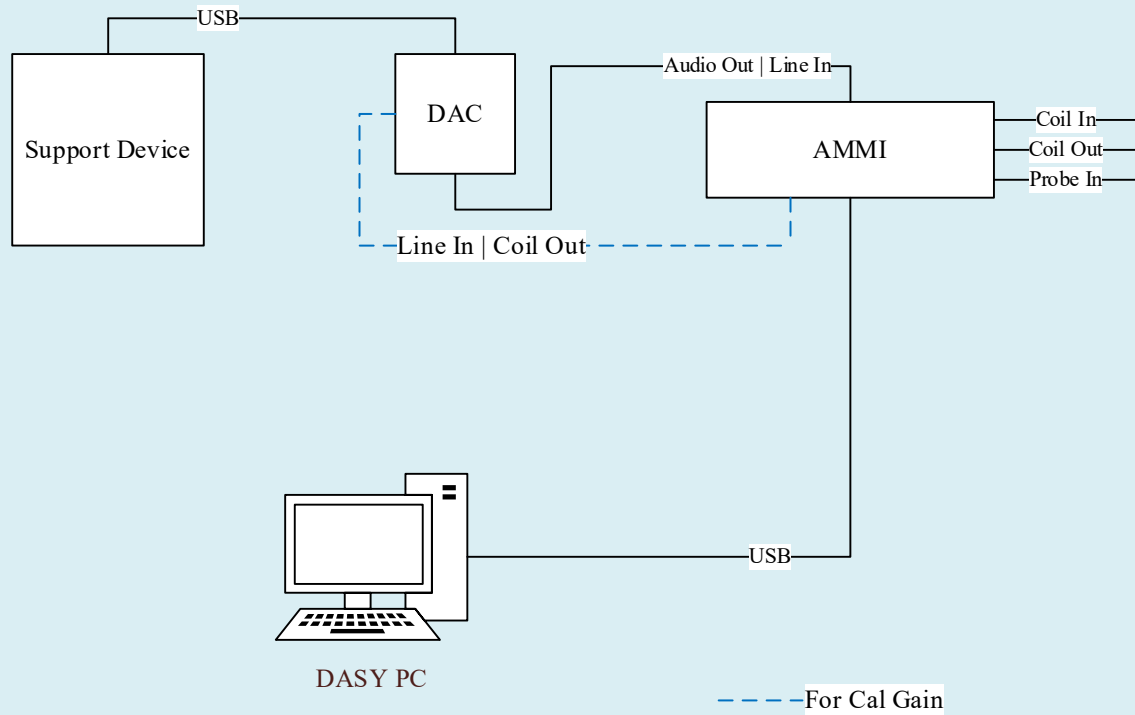 USB
Support Device
DAC
Audio Out | Line In
AMMI
Coil In
Coil Out
Probe In
Line In | Coil Out
USB
DASY PC
For Cal Gain